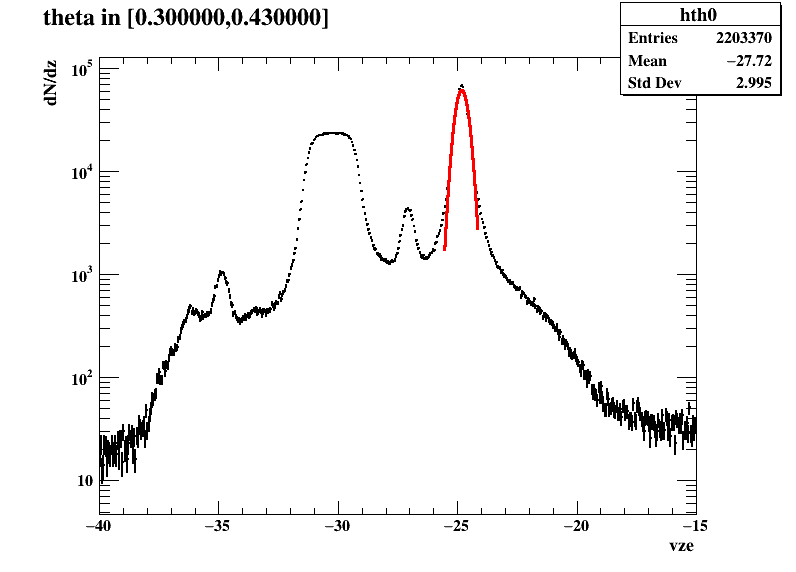 theta in [0.300000,0.430000]
hth0
Entries 2203370
Mean −27.72
Std Dev 2.995
dN/dz
10^5
10^4
10^3
10^2
10
−40 −35 −30 −25 −20 −15
vze